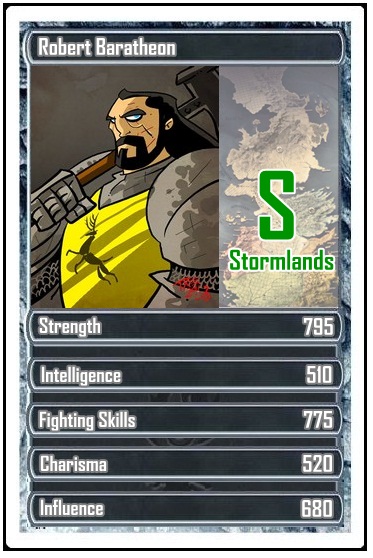 Robert Baratheon
S
Stormlands
Strength 795
Intelligence 510
Fighting Skills 775
Charisma 520
Influence 680